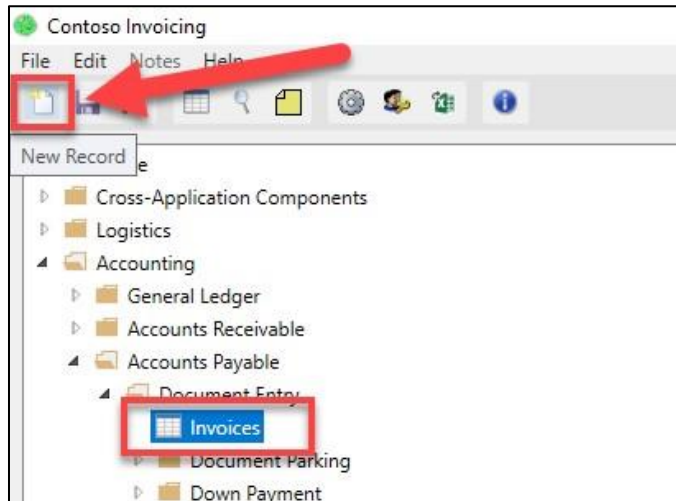 Contoso Invoicing
File Edit Notes Help
New Record
e
Cross-Application Components
Logistics
Accounting
General Ledger
Accounts Receivable
Accounts Payable
Document Entry
Invoices
Document Parking
Down Payment